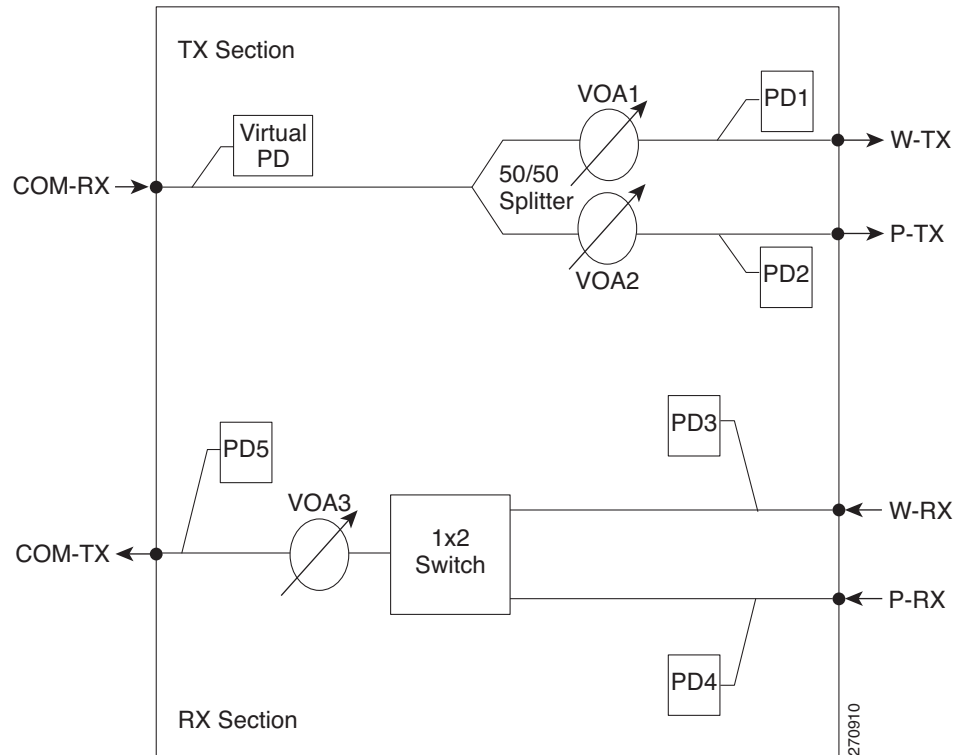 TX Section
VOA1
PD1
Virtual
PD
W-TX
50/50
Splitter
COM-RX
P-TX
VOA2
PD2
PD3
PD5
VOA3
W-RX
1x2
Switch
COM-TX
P-RX
PD4
RX Section
270910